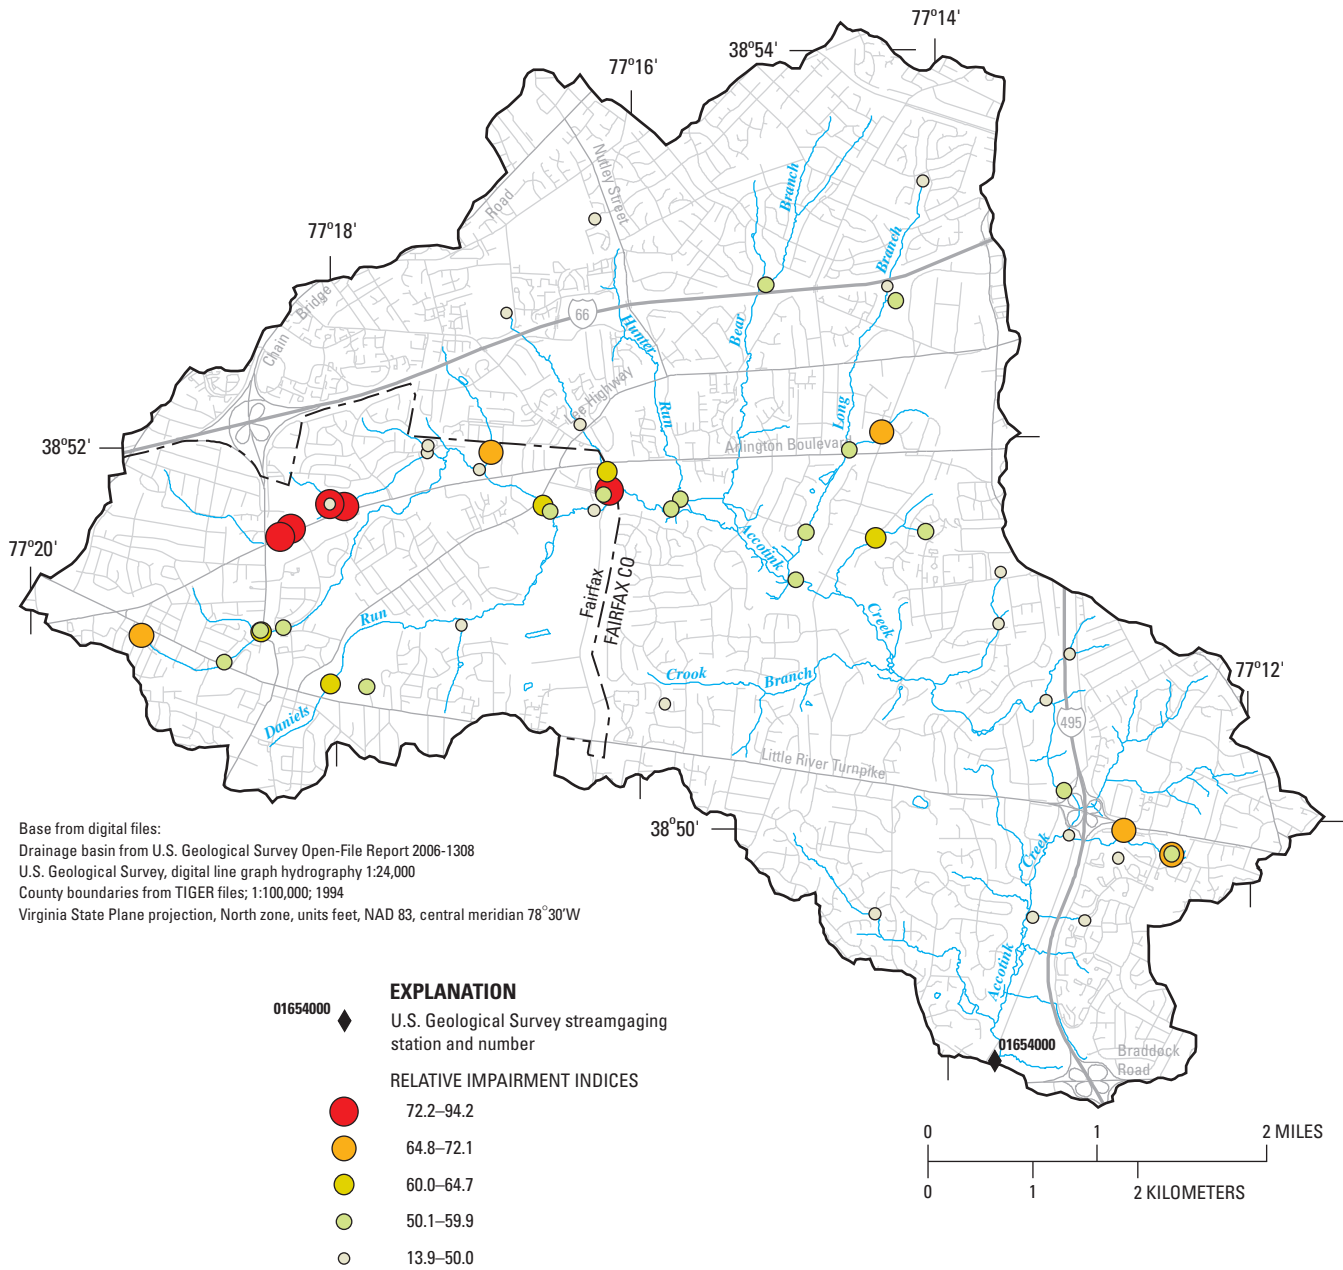 77°14'
38°54'
77°16'
Nutley Street
Branch
Road
77°18'
Branch
Bridge
66
Chain
Hunter
Bear
Lee Highway
Run
Long
38°52'
Arlington Boulevard
77°20'
Accotink
Fairfax
FAIRFAX CO
Run
Creek
Crook
Branch
77°12'
Daniels
495
Little River Turnpike
38°50'
Creek
Accotink
01654000
Braddock
Road
Base from digital files:
Drainage basin from U.S. Geological Survey Open-File Report 2006-1308
U.S. Geological Survey, digital line graph hydrography 1:24,000
County boundaries from TIGER files; 1:100,000; 1994
Virginia State Plane projection, North zone, units feet, NAD 83, central meridian 78°30'W
EXPLANATION
01654000
U.S. Geological Survey streamgaging
station and number
RELATIVE IMPAIRMENT INDICES
72.2–94.2
64.8–72.1
60.0–64.7
50.1–59.9
13.9–50.0
0 1 2 MILES
0 1 2 KILOMETERS